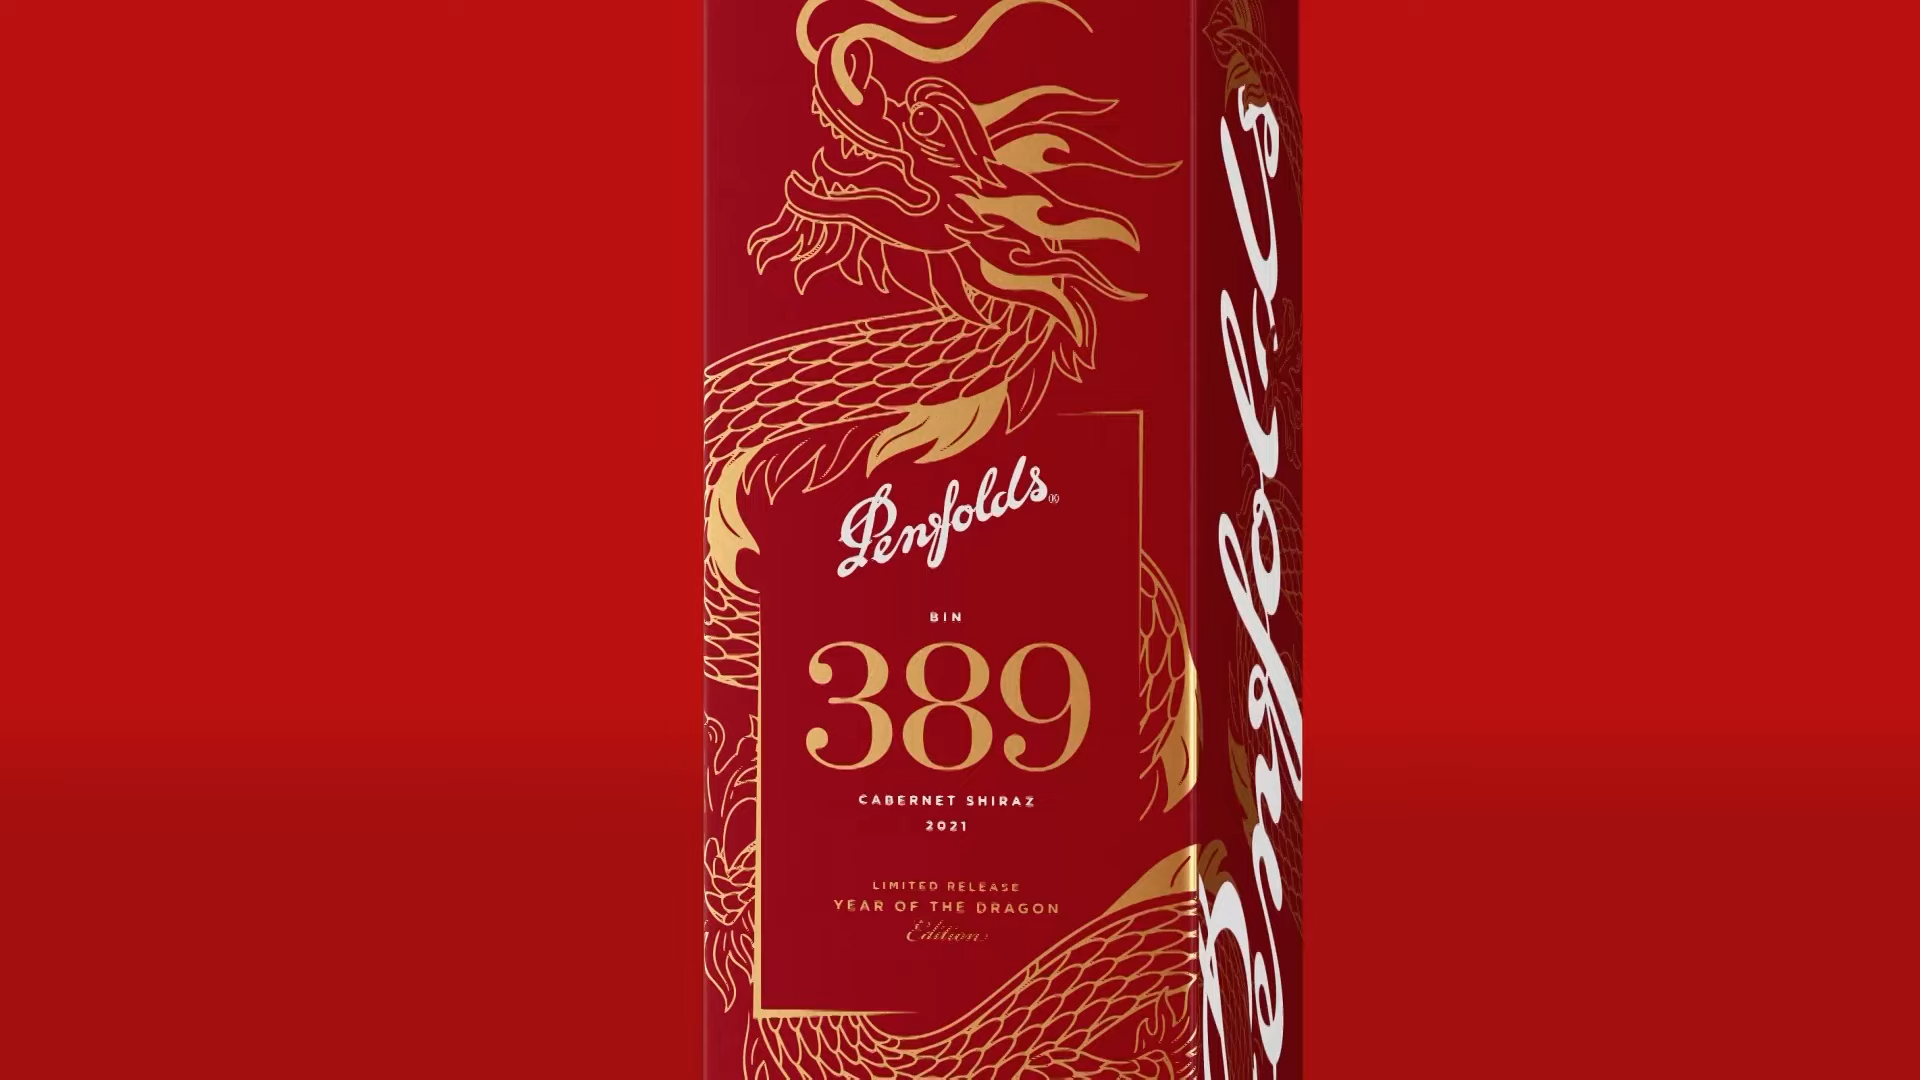 Penfolds®
BIN
389
CABERNET SHIRAZ
2021
LIMITED RELEASE
YEAR OF THE DRAGON
Edition
Penfolds